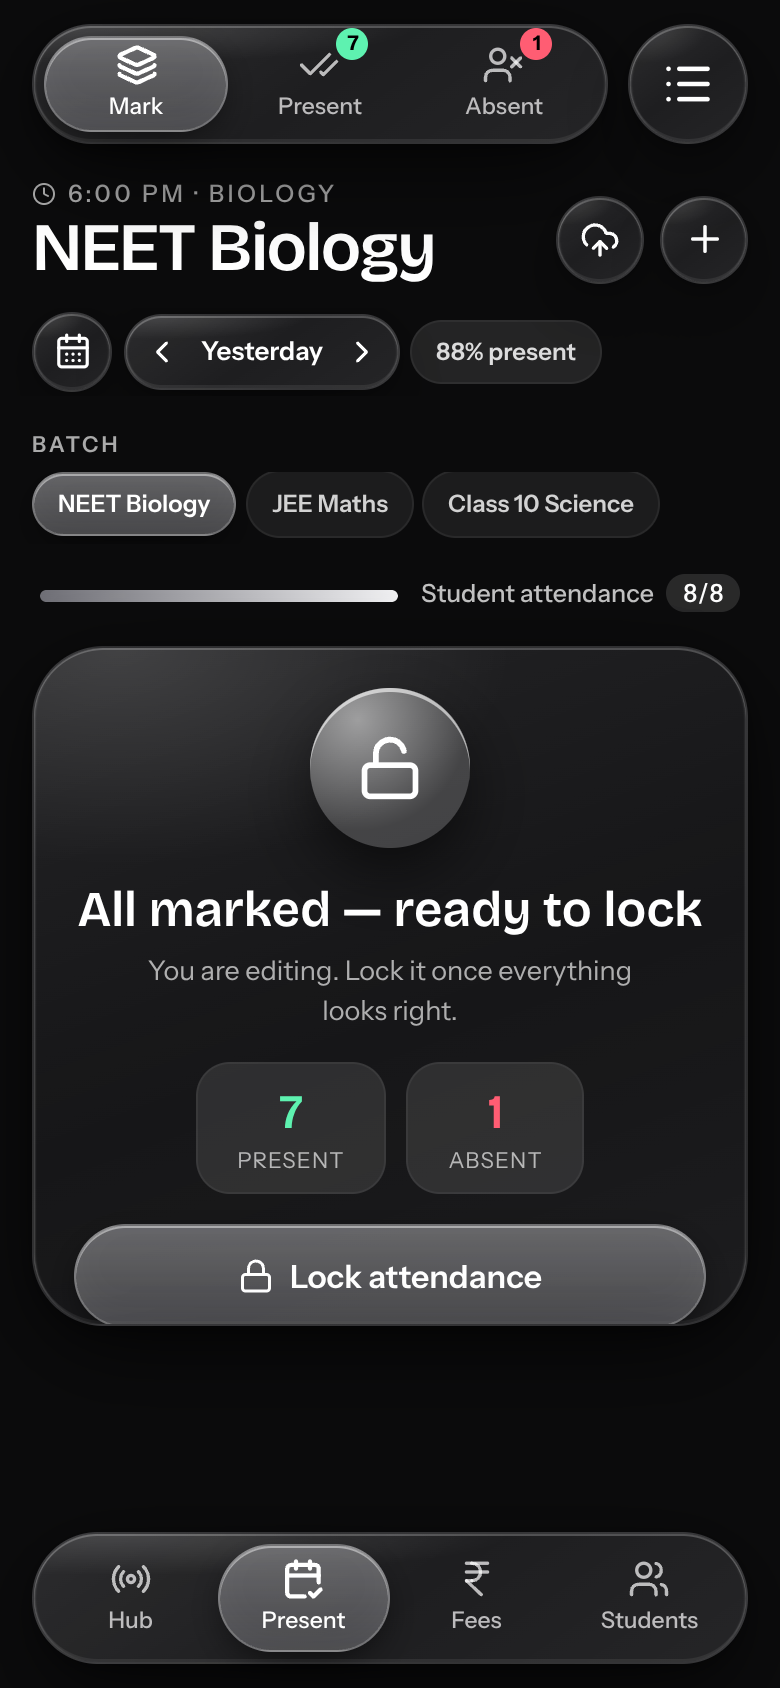 Mark
7
Present
1
Absent
6:00 PM · BIOLOGY
NEET Biology
Yesterday
88% present
BATCH
NEET Biology
JEE Maths
Class 10 Science
Student attendance 8/8
All marked — ready to lock
You are editing. Lock it once everything
looks right.
7
PRESENT
1
ABSENT
Lock attendance
Hub
Present
Fees
Students